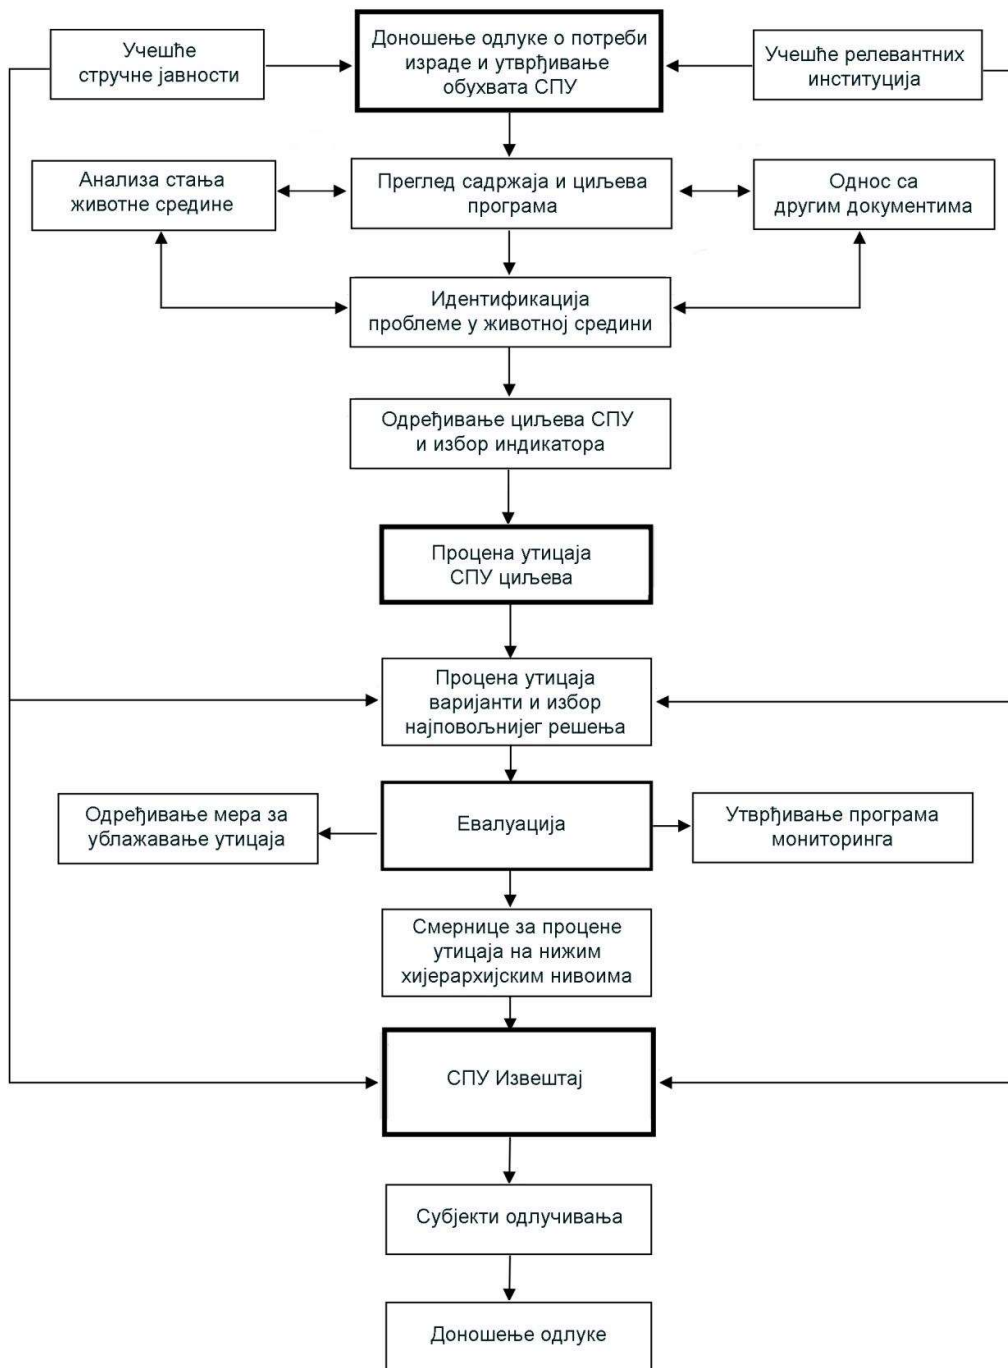 Учешће
стручне јавности
Доношење одлуке о потреби
израде и утврђивање
обухвата СПУ
Учешће релевантних
институција
Анализа стања
животне средине
Преглед садржаја и циљева
програма
Однос са
другим документима
Идентификација
проблеме у животној средини
Одређивање циљева СПУ
и избор индикатора
Процена утицаја
СПУ циљева
Процена утицаја
варијанти и избор
најповољнијег решења
Одређивање мера за
ублажавање утицаја
Евалуација
Утврђивање програма
мониторинга
Смернице за процене
утицаја на нижим
хијерархијским нивоима
СПУ Извештај
Субјекти одлучивања
Доношење одлуке